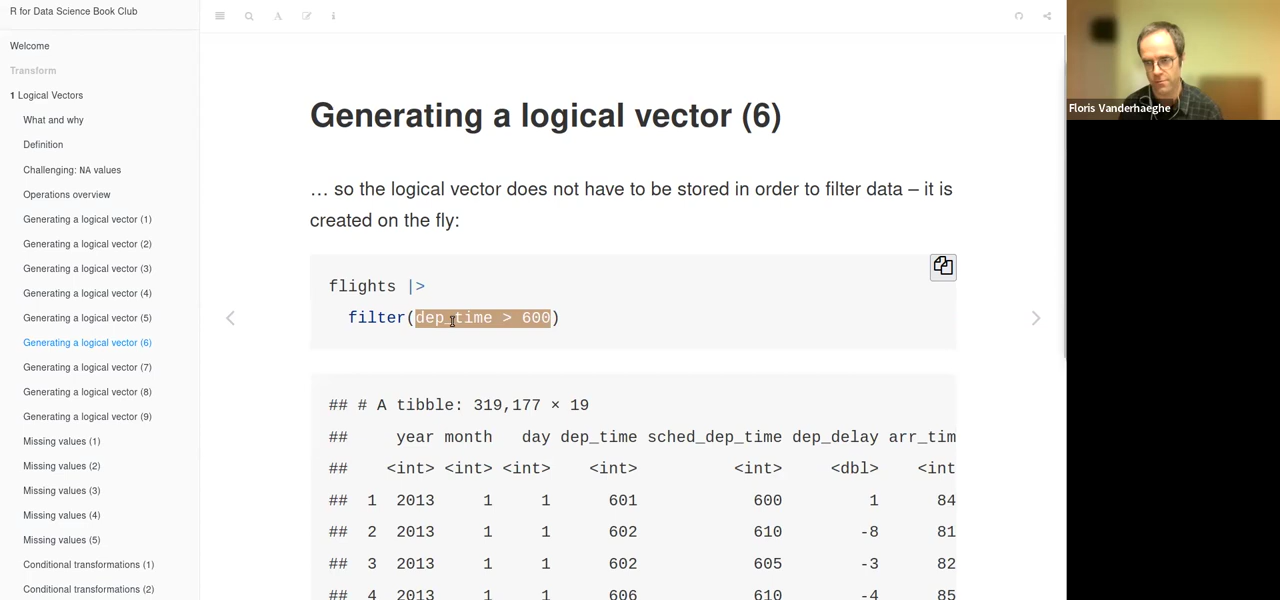 R for Data Science Book Club
Welcome
Transform
1 Logical Vectors
What and why
Definition
Challenging: NA values
Operations overview
Generating a logical vector (1)
Generating a logical vector (2)
Generating a logical vector (3)
Generating a logical vector (4)
Generating a logical vector (5)
Generating a logical vector (6)
Generating a logical vector (7)
Generating a logical vector (8)
Generating a logical vector (9)
Missing values (1)
Missing values (2)
Missing values (3)
Missing values (4)
Missing values (5)
Conditional transformations (1)
Conditional transformations (2)
Generating a logical vector (6)
… so the logical vector does not have to be stored in order to filter data – it is
created on the fly:
flights |>
filter(dep_time > 600)
## # A tibble: 319,177 × 19
## year month day dep_time sched_dep_time dep_delay arr_tim
## <int> <int> <int> <int> <int> <dbl> <int
## 1 2013 1 1 601 600 1 84
## 2 2013 1 1 602 610 -8 81
## 3 2013 1 1 602 605 -3 82
## 4 2013 1 1 606 610 -4 85
Floris Vanderhaeghe